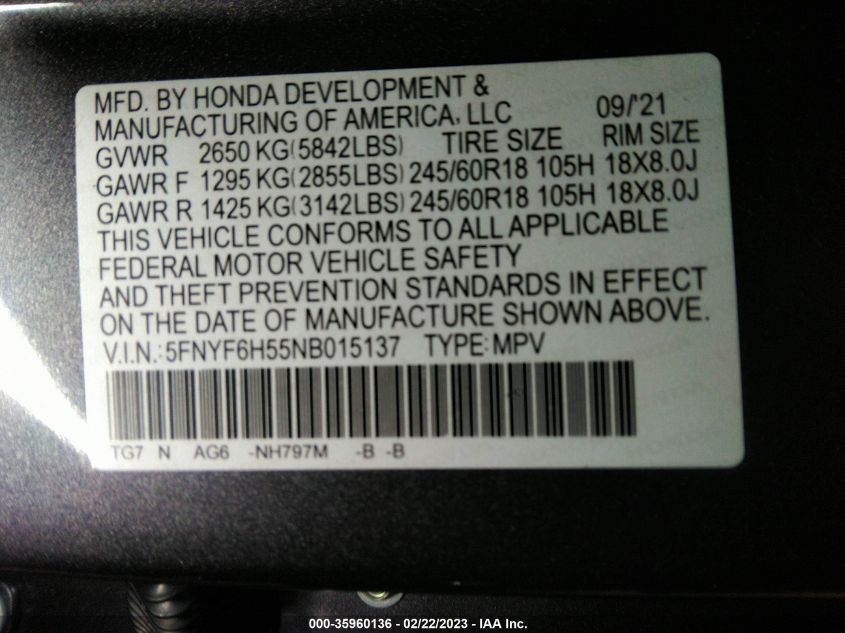 MFD. BY HONDA DEVELOPMENT &
MANUFACTURING OF AMERICA, LLC 09/'21
GVWR 2650 KG(5842LBS) TIRE SIZE RIM SIZE
GAWR F 1295 KG(2855LBS) 245/60R18 105H 18X8.0J
GAWR R 1425 KG(3142LBS) 245/60R18 105H 18X8.0J
THIS VEHICLE CONFORMS TO ALL APPLICABLE
FEDERAL MOTOR VEHICLE SAFETY
AND THEFT PREVENTION STANDARDS IN EFFECT
ON THE DATE OF MANUFACTURE SHOWN ABOVE.
V.I.N.: 5FNYF6H55NB015137 TYPE: MPV
TG7 N AG6 -NH797M -B -B
000-35960136 - 02/22/2023 - IAA Inc.